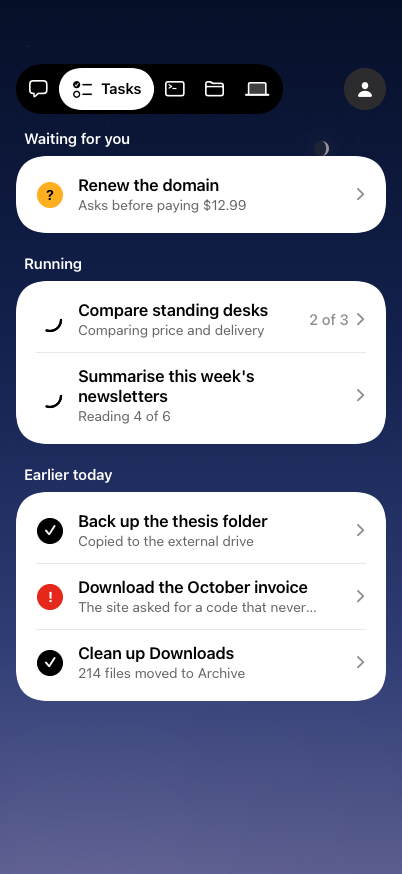 Tasks
Waiting for you
Renew the domain
Asks before paying $12.99
Running
Compare standing desks
Comparing price and delivery
2 of 3
Summarise this week's
newsletters
Reading 4 of 6
Earlier today
Back up the thesis folder
Copied to the external drive
Download the October invoice
The site asked for a code that never...
Clean up Downloads
214 files moved to Archive